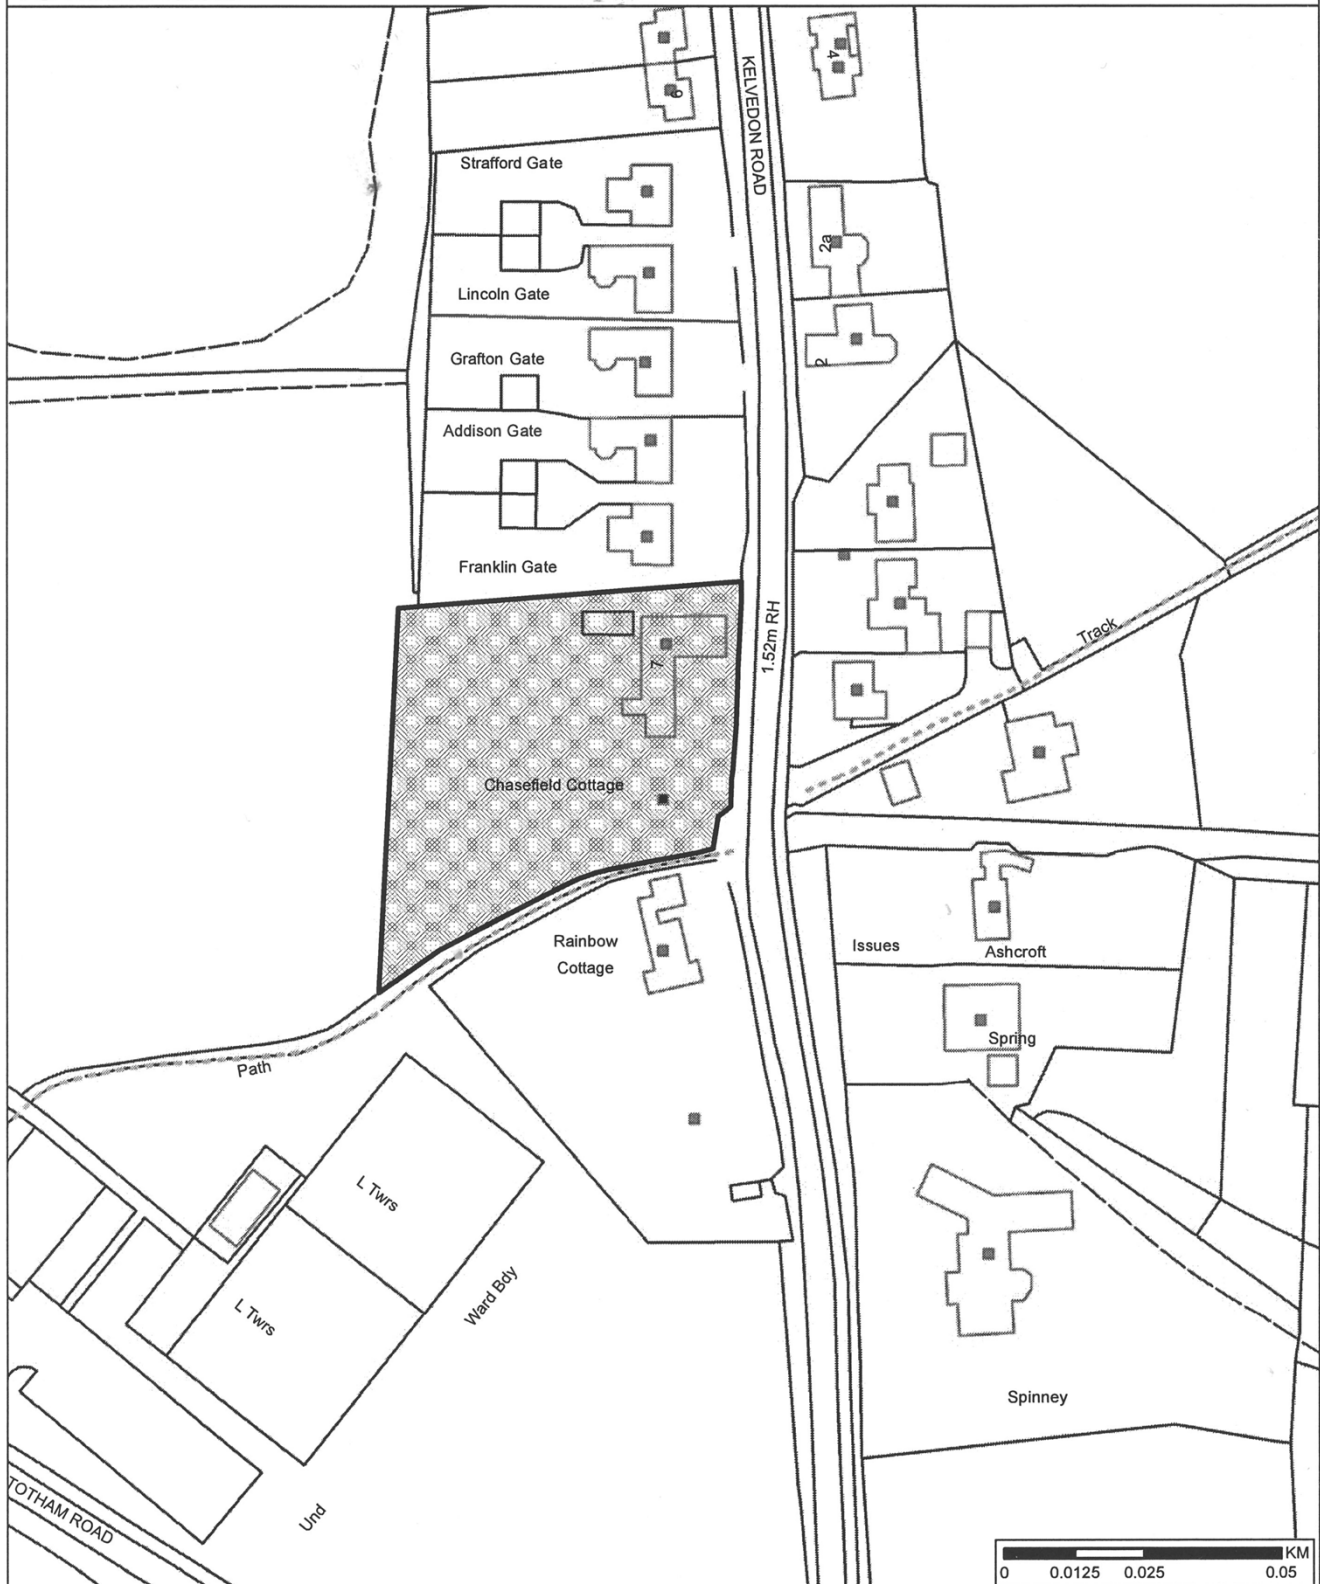 4
9
KELVEDON ROAD
Strafford Gate
2a
Lincoln Gate
Grafton Gate
2
Addison Gate
Franklin Gate
1.52m RH
Track
7
Chasefield Cottage
Rainbow
Cottage
Issues
Ashcroft
Spring
Path
L Twrs
L Twrs
Ward Bdy
Spinney
Und
TOTHAM ROAD
KM
0 0.0125 0.025 0.05